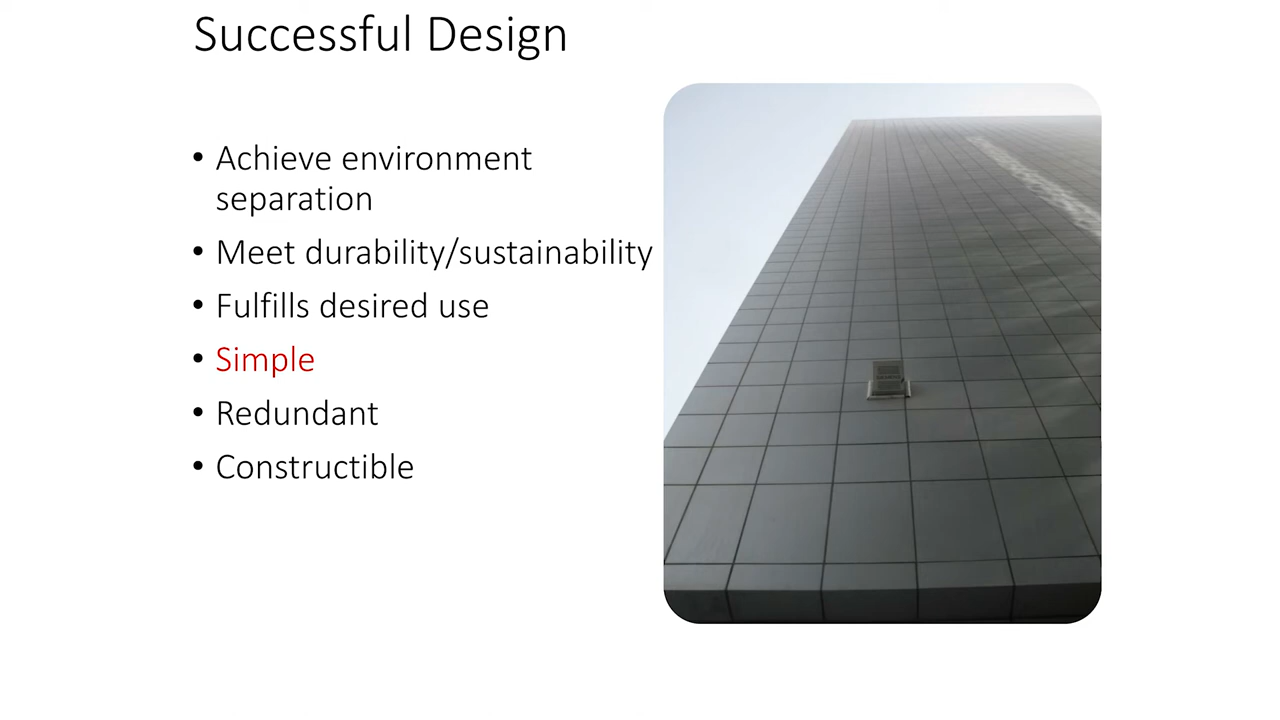 Successful Design
• Achieve environment
separation
• Meet durability/sustainability
• Fulfills desired use
• Simple
• Redundant
• Constructible